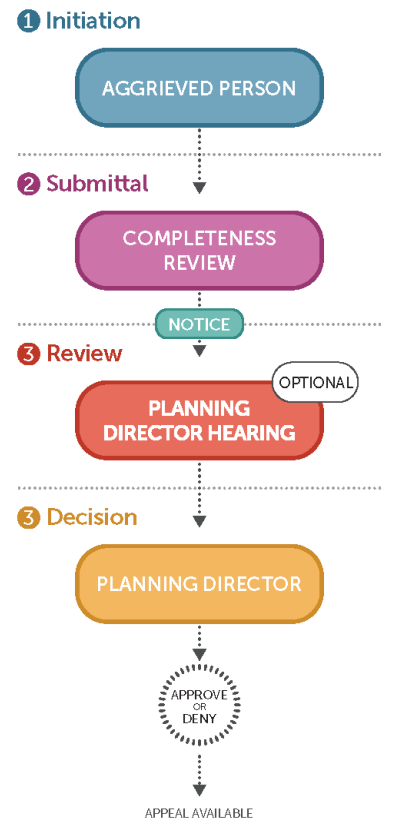 1 Initiation
AGGRIEVED PERSON
2 Submittal
COMPLETENESS
REVIEW
NOTICE
3 Review
OPTIONAL
PLANNING
DIRECTOR HEARING
3 Decision
PLANNING DIRECTOR
APPROVE
OR
DENY
APPEAL AVAILABLE